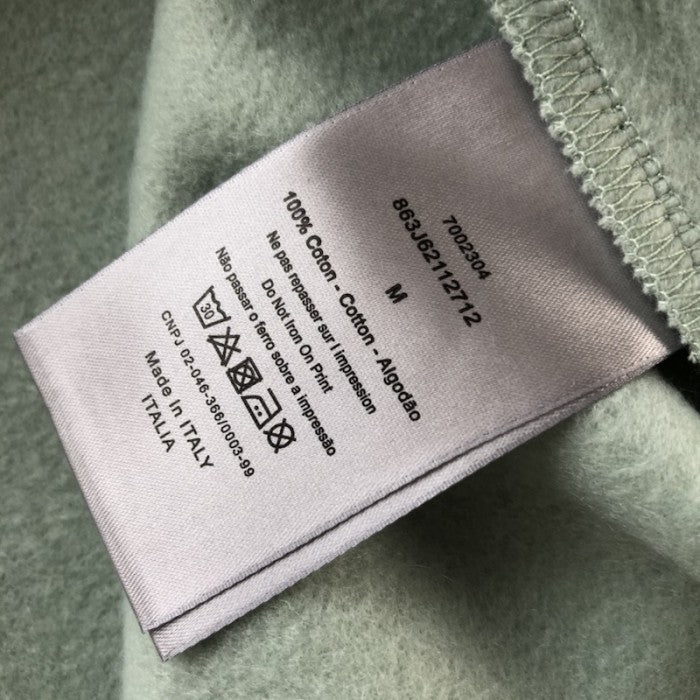 7002304
863J62112712
M
100% Coton - Cotton - Algodão
Ne pas repasser sur l impression
Do Not Iron On Print
Não passar o ferro sobre a impressão
30
CNPJ 02-046-366/0003-99
Made In ITALY
ITALIA